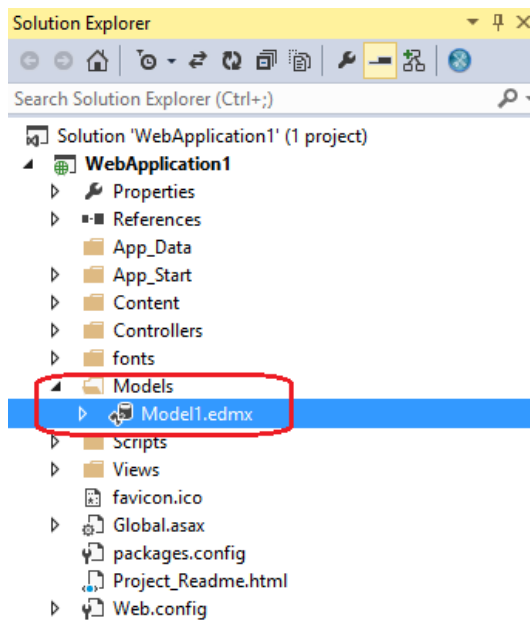 Solution Explorer
Search Solution Explorer (Ctrl+;)
Solution 'WebApplication1' (1 project)
WebApplication1
Properties
References
App_Data
App_Start
Content
Controllers
fonts
Models
Model1.edmx
Scripts
Views
favicon.ico
Global.asax
packages.config
Project_Readme.html
Web.config